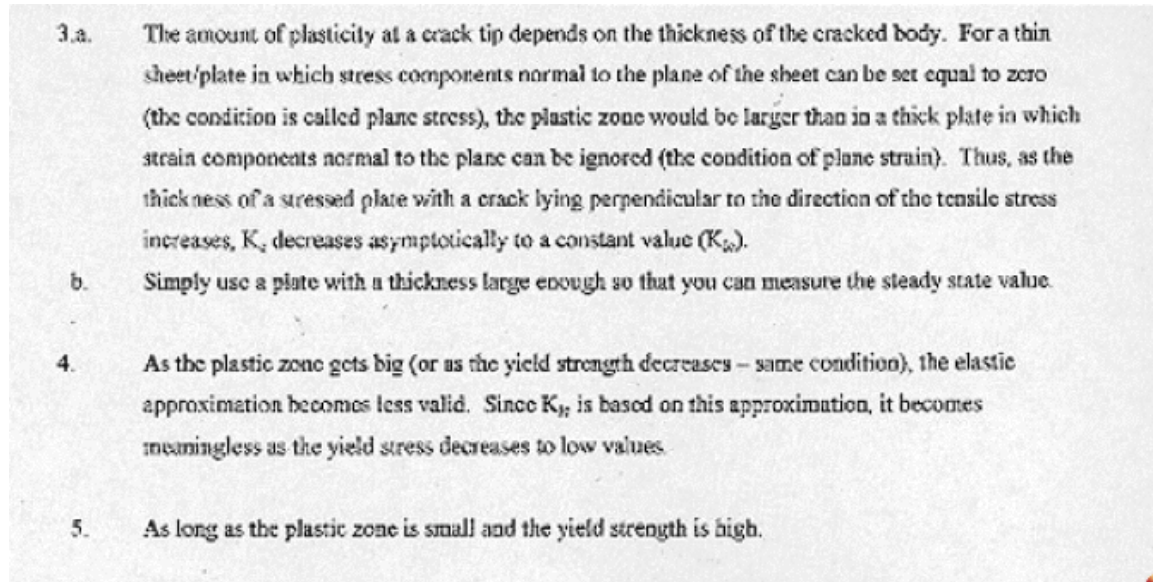 3.a. The amount of plasticity at a crack tip depends on the thickness of the cracked body. For a thin
sheet/plate in which stress components normal to the plane of the sheet can be set equal to zero
(the condition is called plane stress), the plastic zone would be larger than in a thick plate in which
strain components normal to the plane can be ignored (the condition of plane strain). Thus, as the
thickness of a stressed plate with a crack lying perpendicular to the direction of the tensile stress
increases, Kc decreases asymptotically to a constant value (KIc).
b. Simply use a plate with a thickness large enough so that you can measure the steady state value.
4. As the plastic zone gets big (or as the yield strength decreases – same condition), the elastic
approximation becomes less valid. Since KIc is based on this approximation, it becomes
meaningless as the yield stress decreases to low values.
5. As long as the plastic zone is small and the yield strength is high.